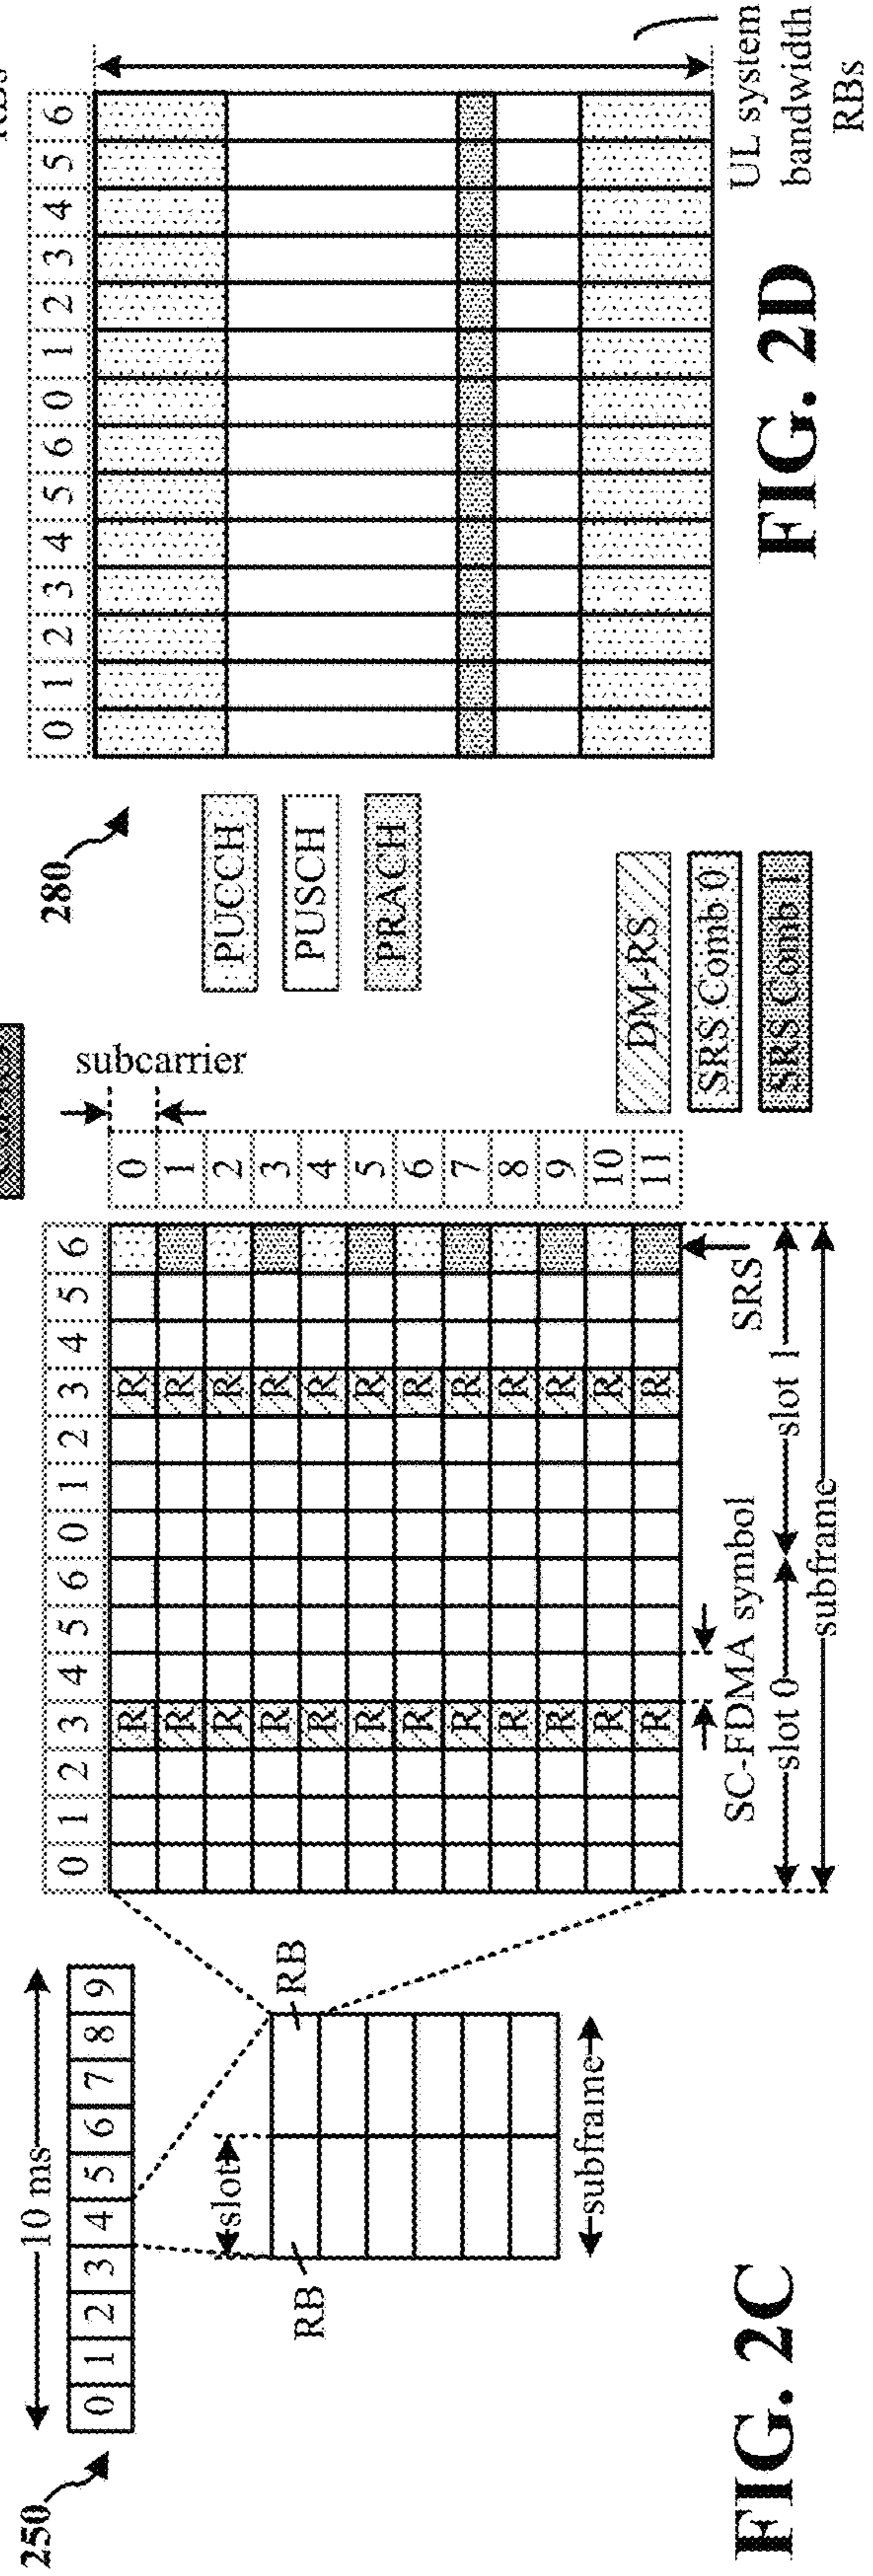 250
10 ms
0 1 2 3 4 5 6 7 8 9
slot
RB
RB
subframe
0 1 2 3 4 5 6 0 1 2 3 4 5 6
subcarrier
R R 0
R R 1
R R 2
R R 3
R R 4
R R 5
R R 6
R R 7
R R 8
R R 9
R R 10
R R 11
SRS
SC-FDMA symbol
slot 0
slot 1
subframe
DM-RS
SRS Comb 0
SRS Comb 1
FIG. 2C
280
0 1 2 3 4 5 6 0 1 2 3 4 5 6
PUCCH
PUSCH
PRACH
UL system
bandwidth
RBs
FIG. 2D